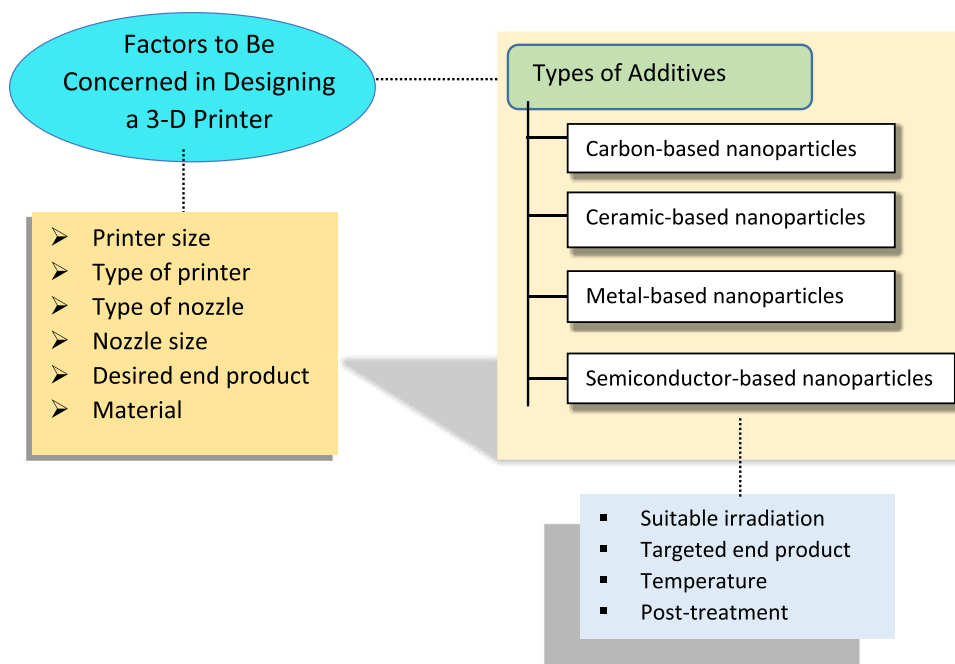 Factors to Be
Concerned in Designing
a 3-D Printer
Printer size
Type of printer
Type of nozzle
Nozzle size
Desired end product
Material
Types of Additives
Carbon-based nanoparticles
Ceramic-based nanoparticles
Metal-based nanoparticles
Semiconductor-based nanoparticles
Suitable irradiation
Targeted end product
Temperature
Post-treatment